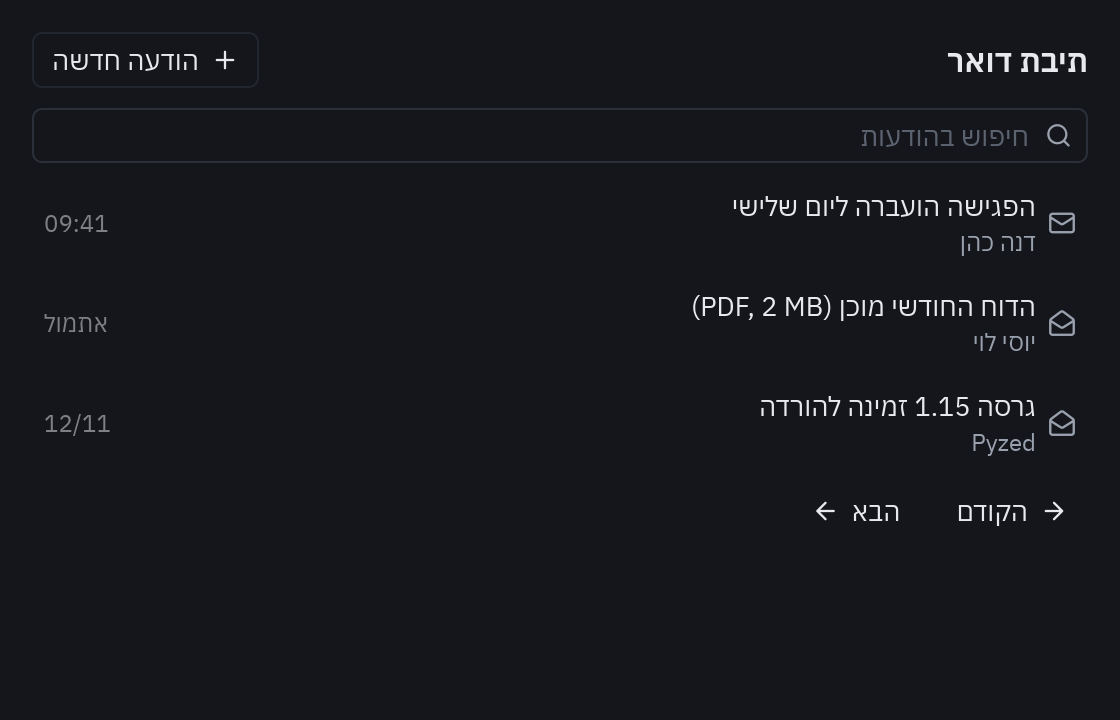 תיבת דואר
הודעה חדשה
חיפוש בהודעות
הפגישה הועברה ליום שלישי
דנה כהן
09:41
הדוח החודשי מוכן (PDF, 2 MB)
יוסי לוי
אתמול
גרסה 1.15 זמינה להורדה
Pyzed
12/11
הקודם
הבא